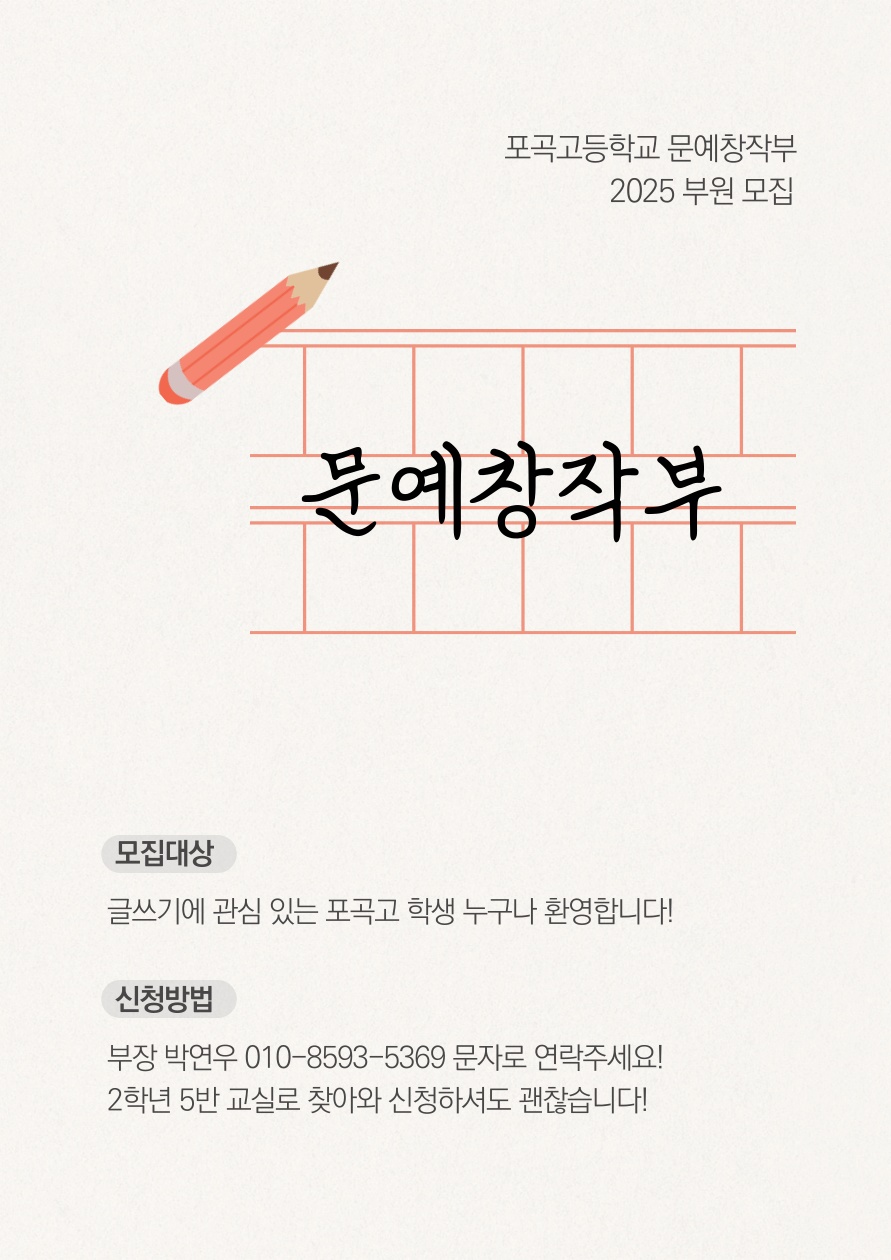 포곡고등학교 문예창작부
2025 부원 모집
문예창작부
모집대상
글쓰기에 관심 있는 포곡고 학생 누구나 환영합니다!
신청방법
부장 박연우 010-8593-5369 문자로 연락주세요!
2학년 5반 교실로 찾아와 신청하셔도 괜찮습니다!